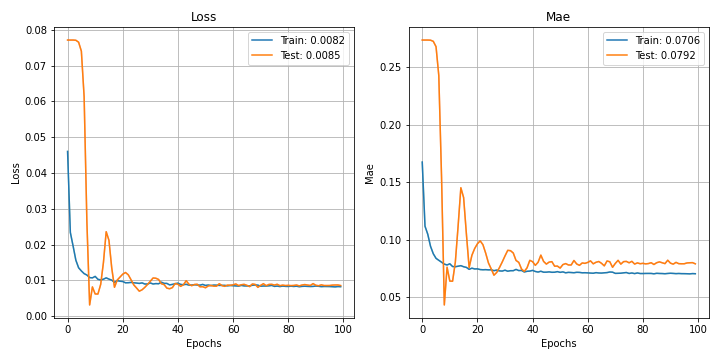 Loss
Train: 0.0082
Test: 0.0085
0.08
0.07
0.06
0.05
0.04
0.03
0.02
0.01
0.00
Loss
0
20
40
60
80
100
Epochs
Mae
Train: 0.0706
Test: 0.0792
0.25
0.20
0.15
0.10
0.05
Mae
0
20
40
60
80
100
Epochs